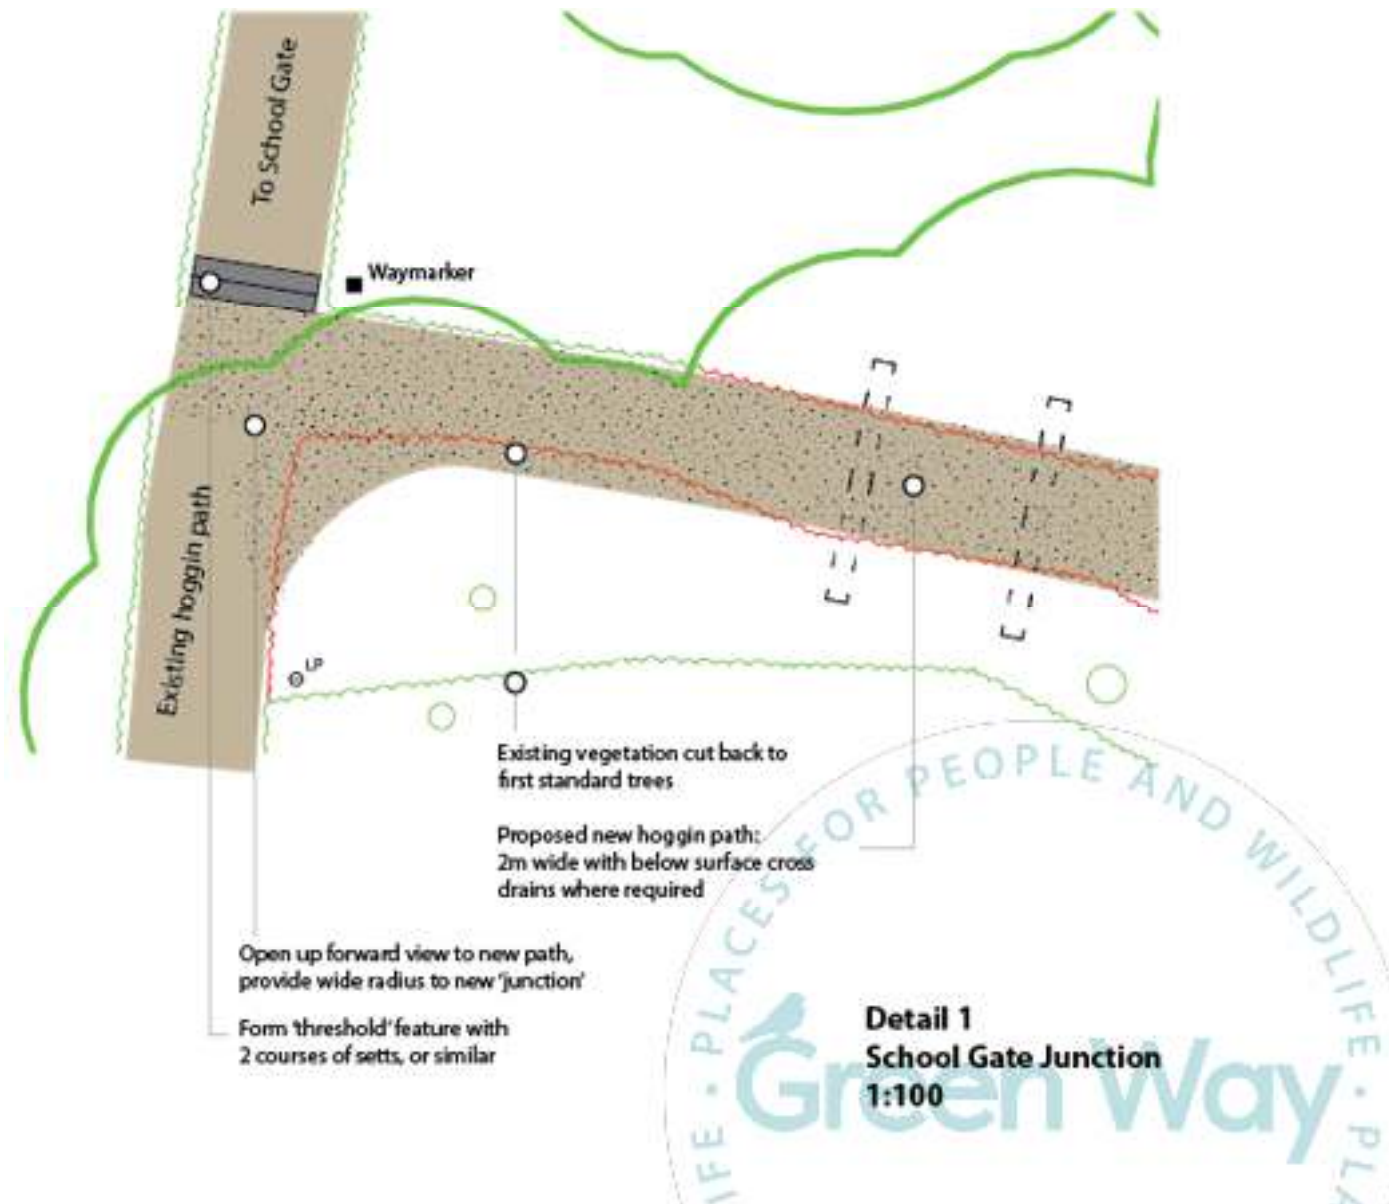 To School Gate
Waymarker
Existing hoggin path
LP
Existing vegetation cut back to
first standard trees
Proposed new hoggin path:
2m wide with below surface cross
drains where required
Open up forward view to new path,
provide wide radius to new 'junction'
Form 'threshold' feature with
2 courses of setts, or similar
Detail 1
School Gate Junction
1:100
IFE · PLACES FOR PEOPLE AND WILDLIFE · PLA
Green Way